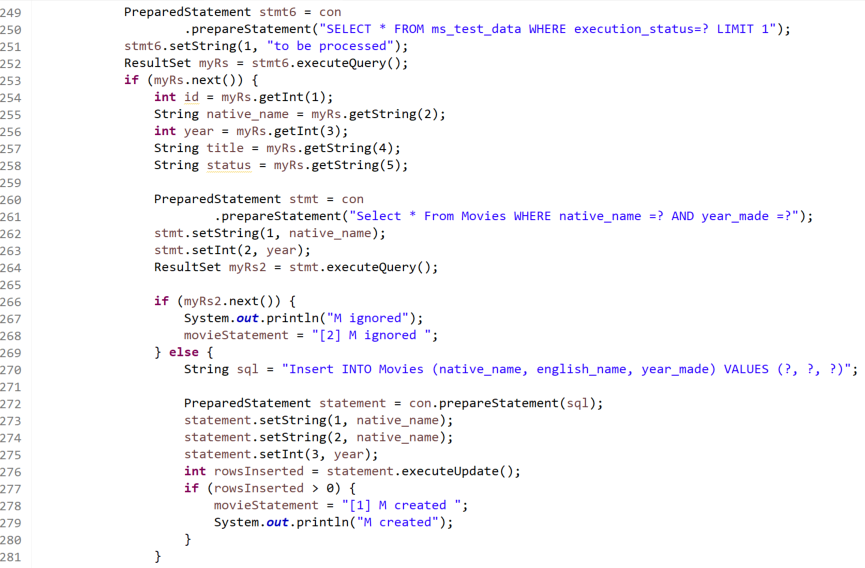 249 PreparedStatement stmt6 = con
250 .prepareStatement("SELECT * FROM ms_test_data WHERE execution_status=? LIMIT 1");
251 stmt6.setString(1, "to be processed");
252 ResultSet myRs = stmt6.executeQuery();
253 if (myRs.next()) {
254 int id = myRs.getInt(1);
255 String native_name = myRs.getString(2);
256 int year = myRs.getInt(3);
257 String title = myRs.getString(4);
258 String status = myRs.getString(5);
259
260 PreparedStatement stmt = con
261 .prepareStatement("Select * From Movies WHERE native_name =? AND year_made =?");
262 stmt.setString(1, native_name);
263 stmt.setInt(2, year);
264 ResultSet myRs2 = stmt.executeQuery();
265
266 if (myRs2.next()) {
267 System.out.println("M ignored");
268 movieStatement = "[2] M ignored ";
269 } else {
270 String sql = "Insert INTO Movies (native_name, english_name, year_made) VALUES (?, ?, ?)";
271
272 PreparedStatement statement = con.prepareStatement(sql);
273 statement.setString(1, native_name);
274 statement.setString(2, native_name);
275 statement.setInt(3, year);
276 int rowsInserted = statement.executeUpdate();
277 if (rowsInserted > 0) {
278 movieStatement = "[1] M created ";
279 System.out.println("M created");
280 }
281 }